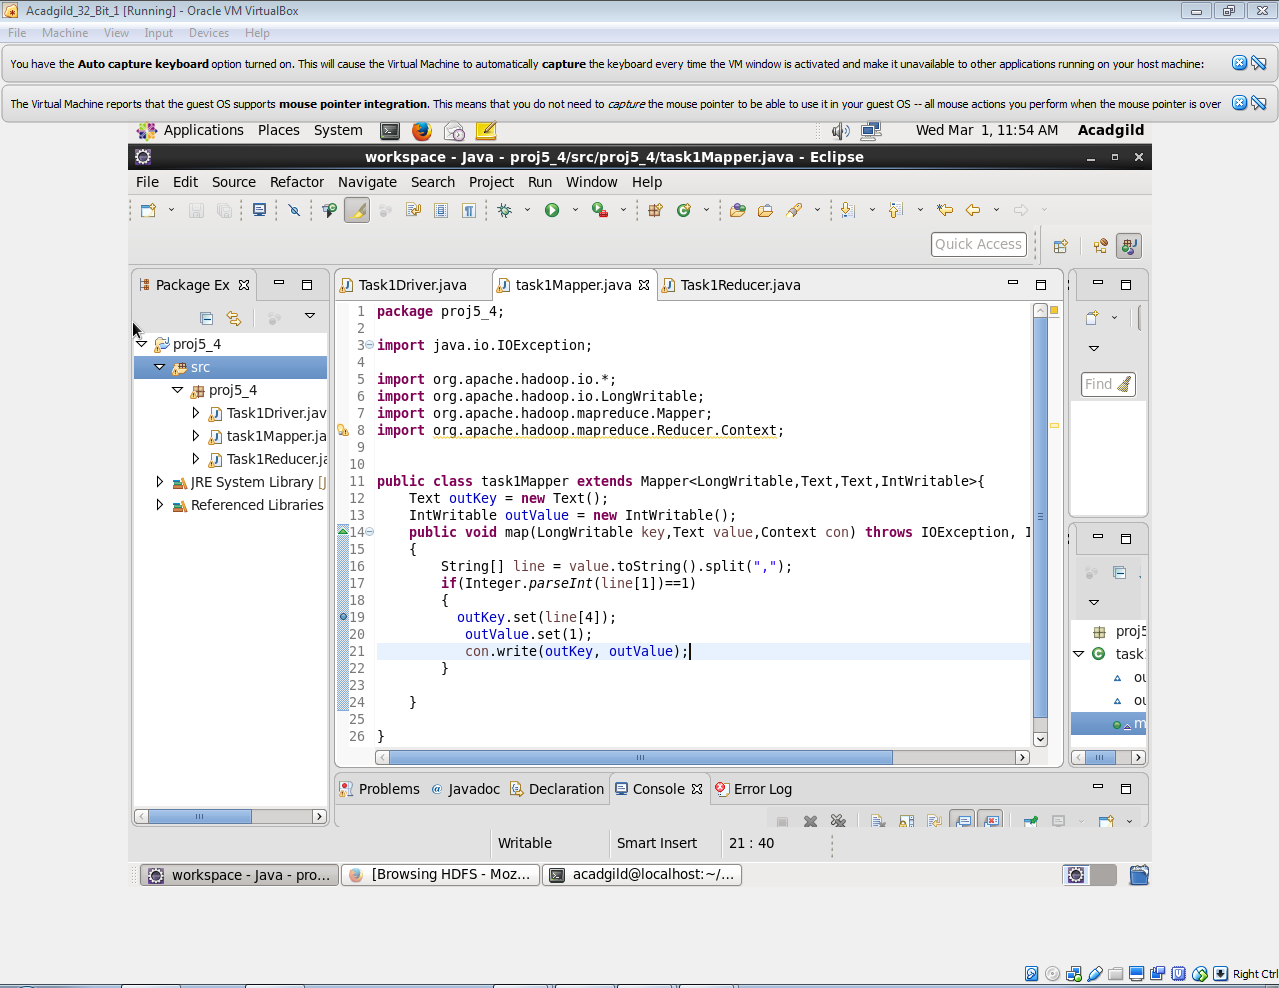 Acadgild_32_Bit_1 [Running] - Oracle VM VirtualBox
File Machine View Input Devices Help
You have the Auto capture keyboard option turned on. This will cause the Virtual Machine to automatically capture the keyboard every time the VM window is activated and make it unavailable to other applications running on your host machine:
The Virtual Machine reports that the guest OS supports mouse pointer integration. This means that you do not need to capture the mouse pointer to be able to use it in your guest OS -- all mouse actions you perform when the mouse pointer is over
Applications Places System Wed Mar 1, 11:54 AM Acadgild
workspace - Java - proj5_4/src/proj5_4/task1Mapper.java - Eclipse
File Edit Source Refactor Navigate Search Project Run Window Help
Quick Access
Package Ex
proj5_4
src
proj5_4
Task1Driver.jav
task1Mapper.ja
Task1Reducer.ja
JRE System Library [J
Referenced Libraries
Task1Driver.java task1Mapper.java Task1Reducer.java
1 package proj5_4;
2
3 import java.io.IOException;
4
5 import org.apache.hadoop.io.*;
6 import org.apache.hadoop.io.LongWritable;
7 import org.apache.hadoop.mapreduce.Mapper;
8 import org.apache.hadoop.mapreduce.Reducer.Context;
9
10
11 public class task1Mapper extends Mapper<LongWritable,Text,Text,IntWritable>{
12 Text outKey = new Text();
13 IntWritable outValue = new IntWritable();
14 public void map(LongWritable key,Text value,Context con) throws IOException, I
15 {
16 String[] line = value.toString().split(",");
17 if(Integer.parseInt(line[1])==1)
18 {
19 outKey.set(line[4]);
20 outValue.set(1);
21 con.write(outKey, outValue);
22 }
23
24 }
25
26 }
Find
proj5
task
ou
ou
m
Problems @ Javadoc Declaration Console Error Log
Writable Smart Insert 21 : 40
workspace - Java - pro... [Browsing HDFS - Moz... acadgild@localhost:~/...
Right Ctrl